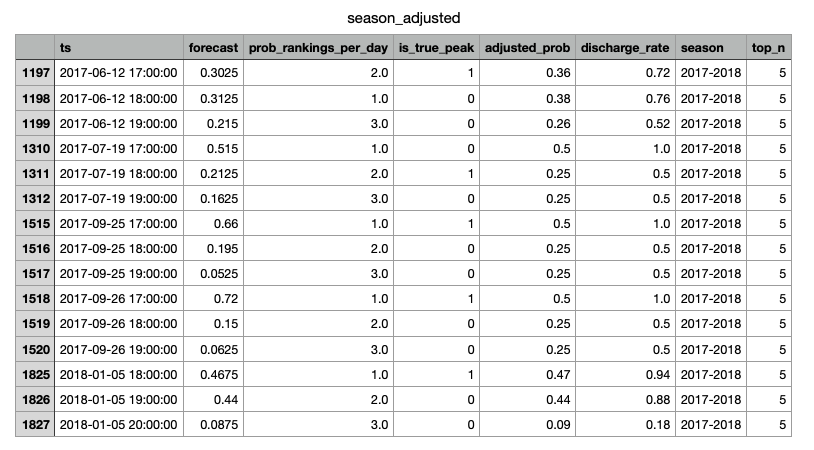 season_adjusted
ts forecast prob_rankings_per_day is_true_peak adjusted_prob discharge_rate season top_n
1197 2017-06-12 17:00:00 0.3025 2.0 1 0.36 0.72 2017-2018 5
1198 2017-06-12 18:00:00 0.3125 1.0 0 0.38 0.76 2017-2018 5
1199 2017-06-12 19:00:00 0.215 3.0 0 0.26 0.52 2017-2018 5
1310 2017-07-19 17:00:00 0.515 1.0 0 0.5 1.0 2017-2018 5
1311 2017-07-19 18:00:00 0.2125 2.0 1 0.25 0.5 2017-2018 5
1312 2017-07-19 19:00:00 0.1625 3.0 0 0.25 0.5 2017-2018 5
1515 2017-09-25 17:00:00 0.66 1.0 1 0.5 1.0 2017-2018 5
1516 2017-09-25 18:00:00 0.195 2.0 0 0.25 0.5 2017-2018 5
1517 2017-09-25 19:00:00 0.0525 3.0 0 0.25 0.5 2017-2018 5
1518 2017-09-26 17:00:00 0.72 1.0 1 0.5 1.0 2017-2018 5
1519 2017-09-26 18:00:00 0.15 2.0 0 0.25 0.5 2017-2018 5
1520 2017-09-26 19:00:00 0.0625 3.0 0 0.25 0.5 2017-2018 5
1825 2018-01-05 18:00:00 0.4675 1.0 1 0.47 0.94 2017-2018 5
1826 2018-01-05 19:00:00 0.44 2.0 0 0.44 0.88 2017-2018 5
1827 2018-01-05 20:00:00 0.0875 3.0 0 0.09 0.18 2017-2018 5